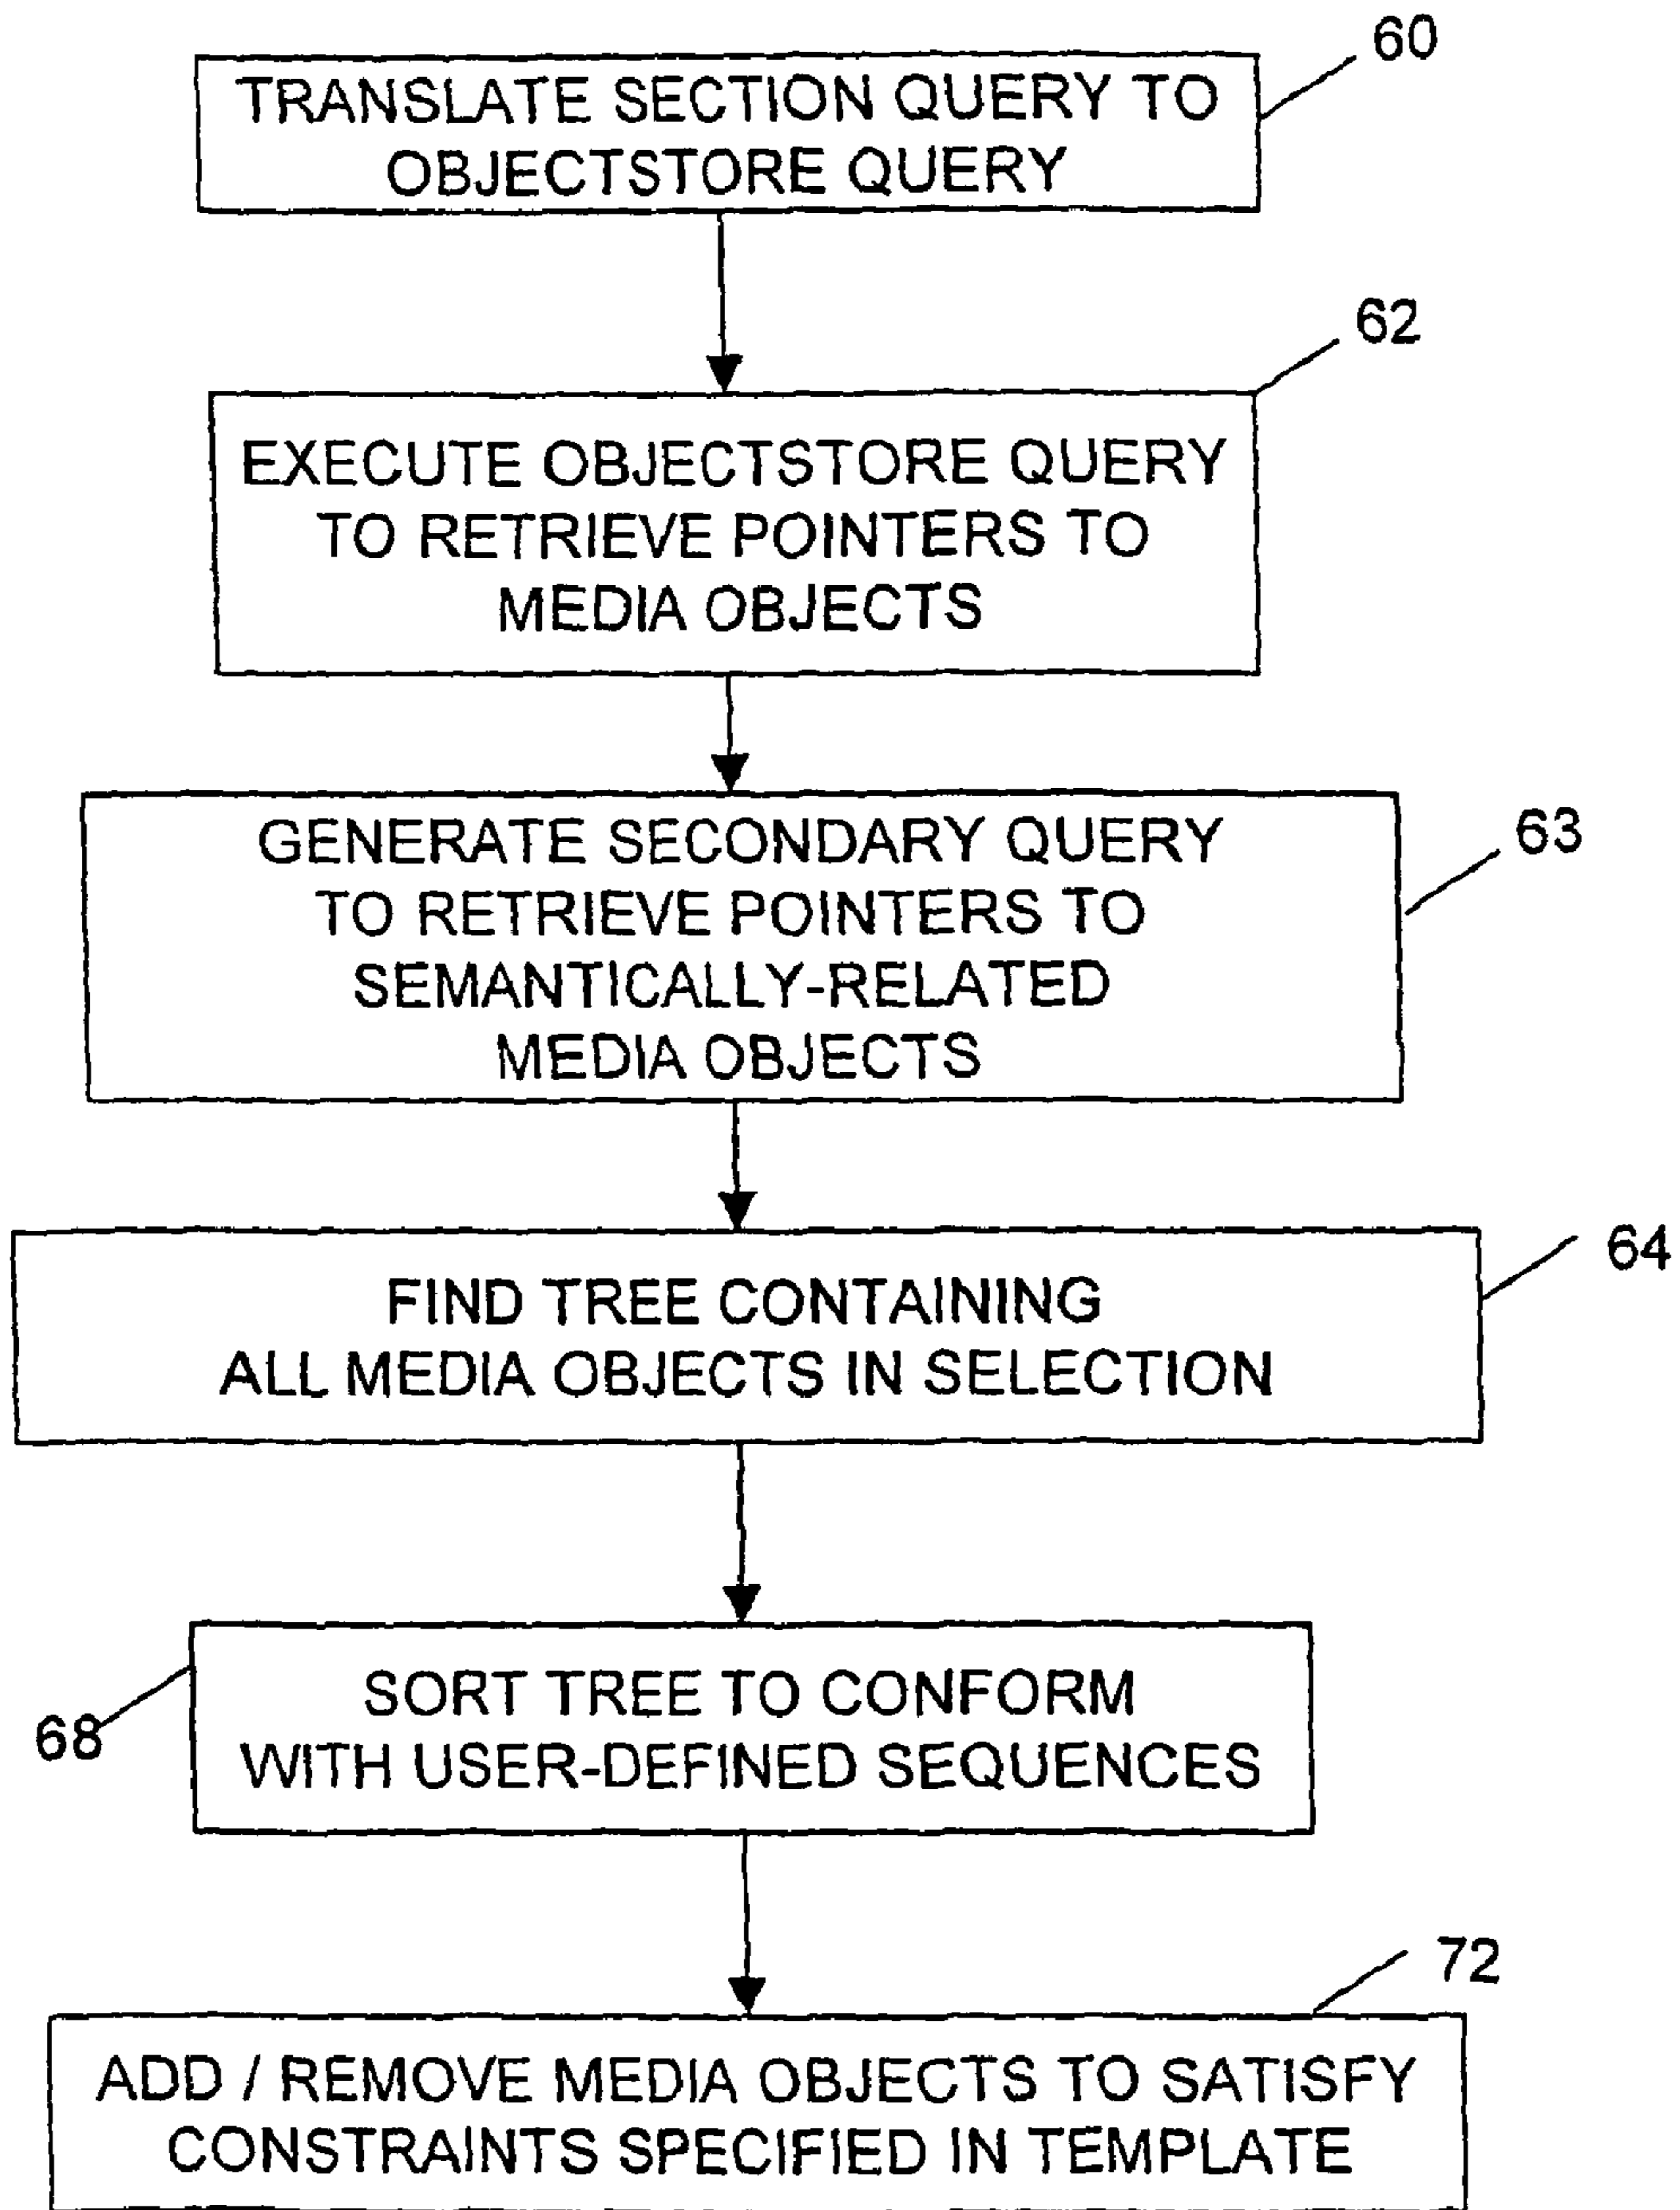 60
TRANSLATE SECTION QUERY TO
OBJECTSTORE QUERY
62
EXECUTE OBJECTSTORE QUERY
TO RETRIEVE POINTERS TO
MEDIA OBJECTS
63
GENERATE SECONDARY QUERY
TO RETRIEVE POINTERS TO
SEMANTICALLY-RELATED
MEDIA OBJECTS
64
FIND TREE CONTAINING
ALL MEDIA OBJECTS IN SELECTION
68
SORT TREE TO CONFORM
WITH USER-DEFINED SEQUENCES
72
ADD / REMOVE MEDIA OBJECTS TO SATISFY
CONSTRAINTS SPECIFIED IN TEMPLATE